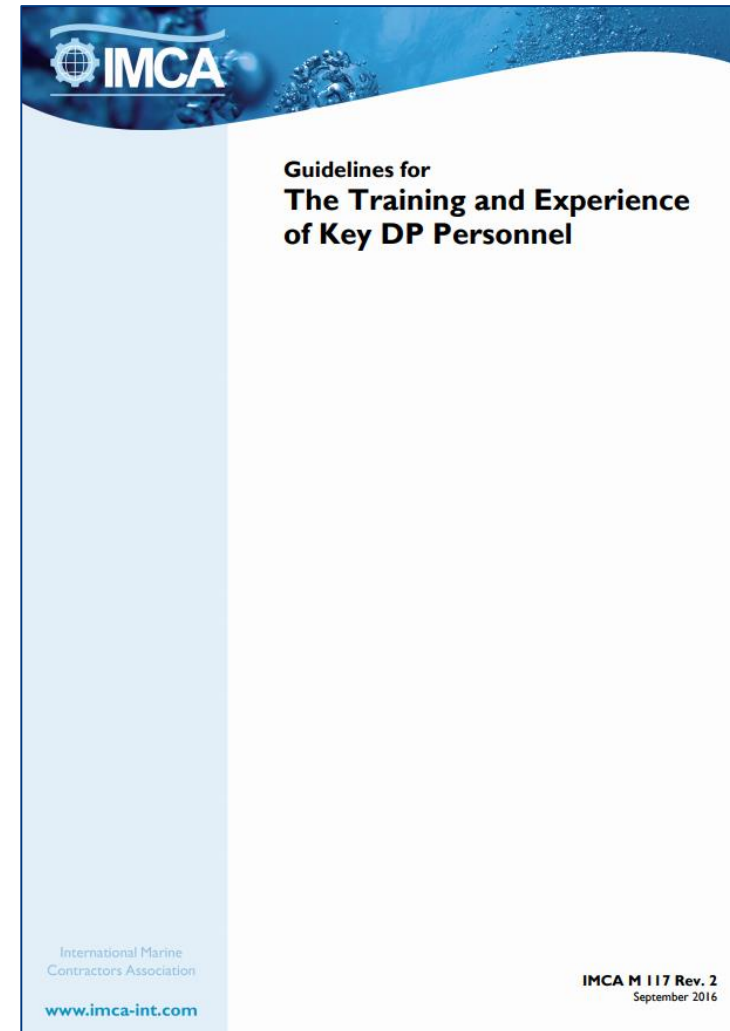 IMCA
Guidelines for
The Training and Experience
of Key DP Personnel
International Marine
Contractors Association
www.imca-int.com
IMCA M 117 Rev. 2
September 2016